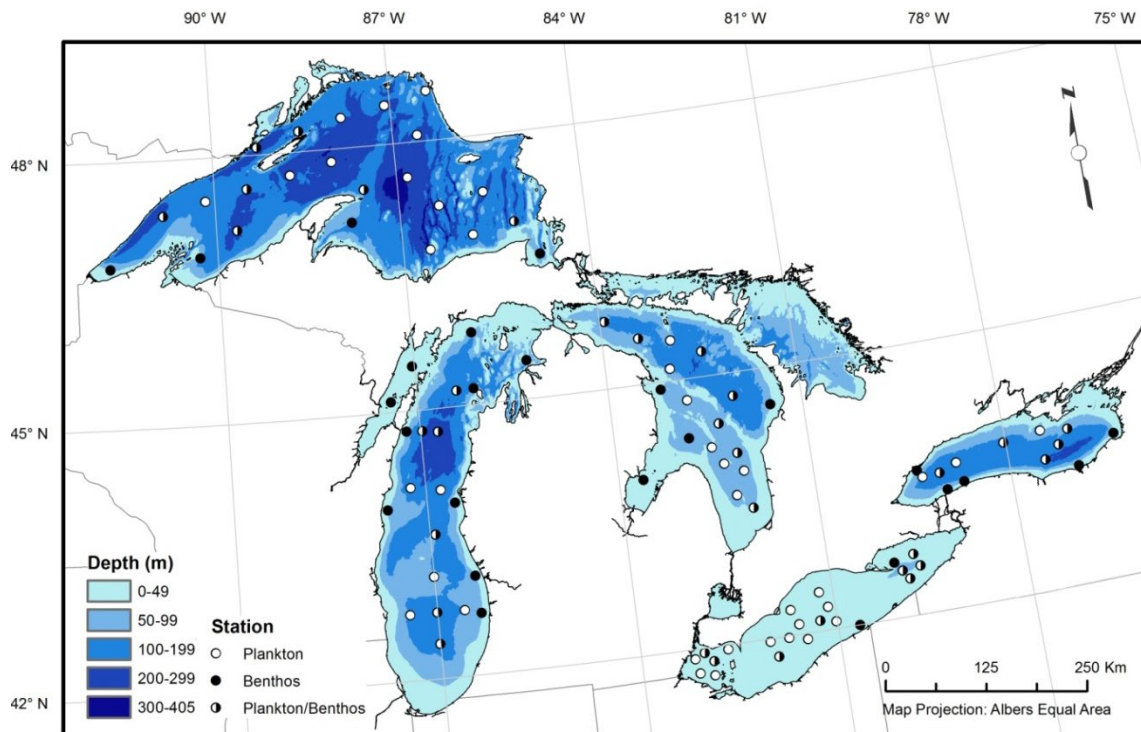 90° W
87° W
84° W
81° W
78° W
75° W
48° N
45° N
42° N
N
Depth (m)
0-49
50-99
100-199
200-299
300-405
Station
Plankton
Benthos
Plankton/Benthos
0 125 250 Km
Map Projection: Albers Equal Area